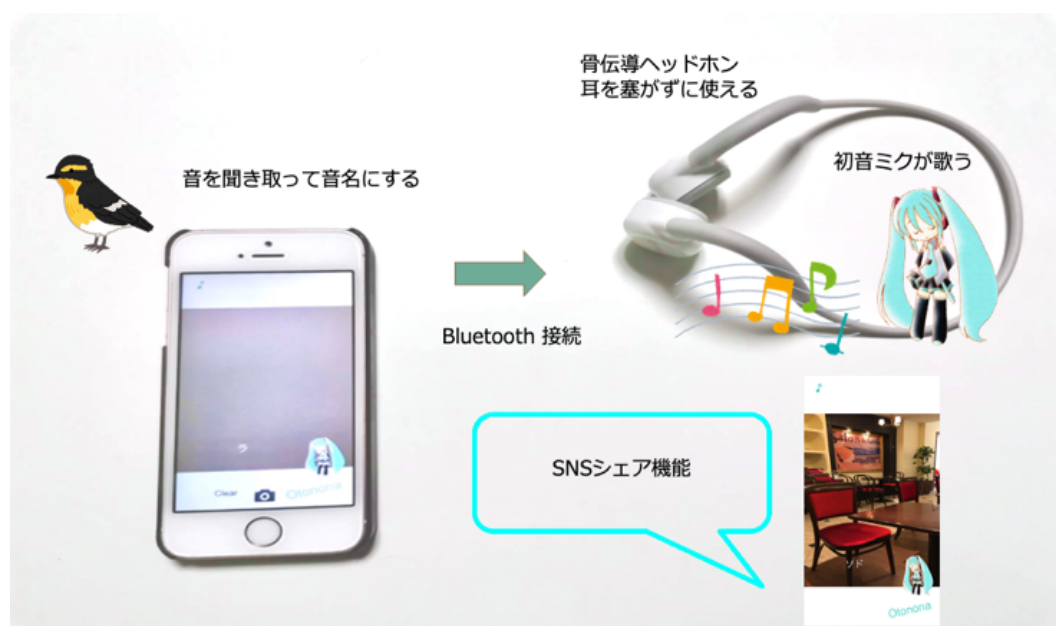 骨伝導ヘッドホン
耳を塞がずに使える
音を聞き取って音名にする
初音ミクが歌う
Bluetooth 接続
ラ
Clear
Otonona
SNSシェア機能
ソド
Otonona